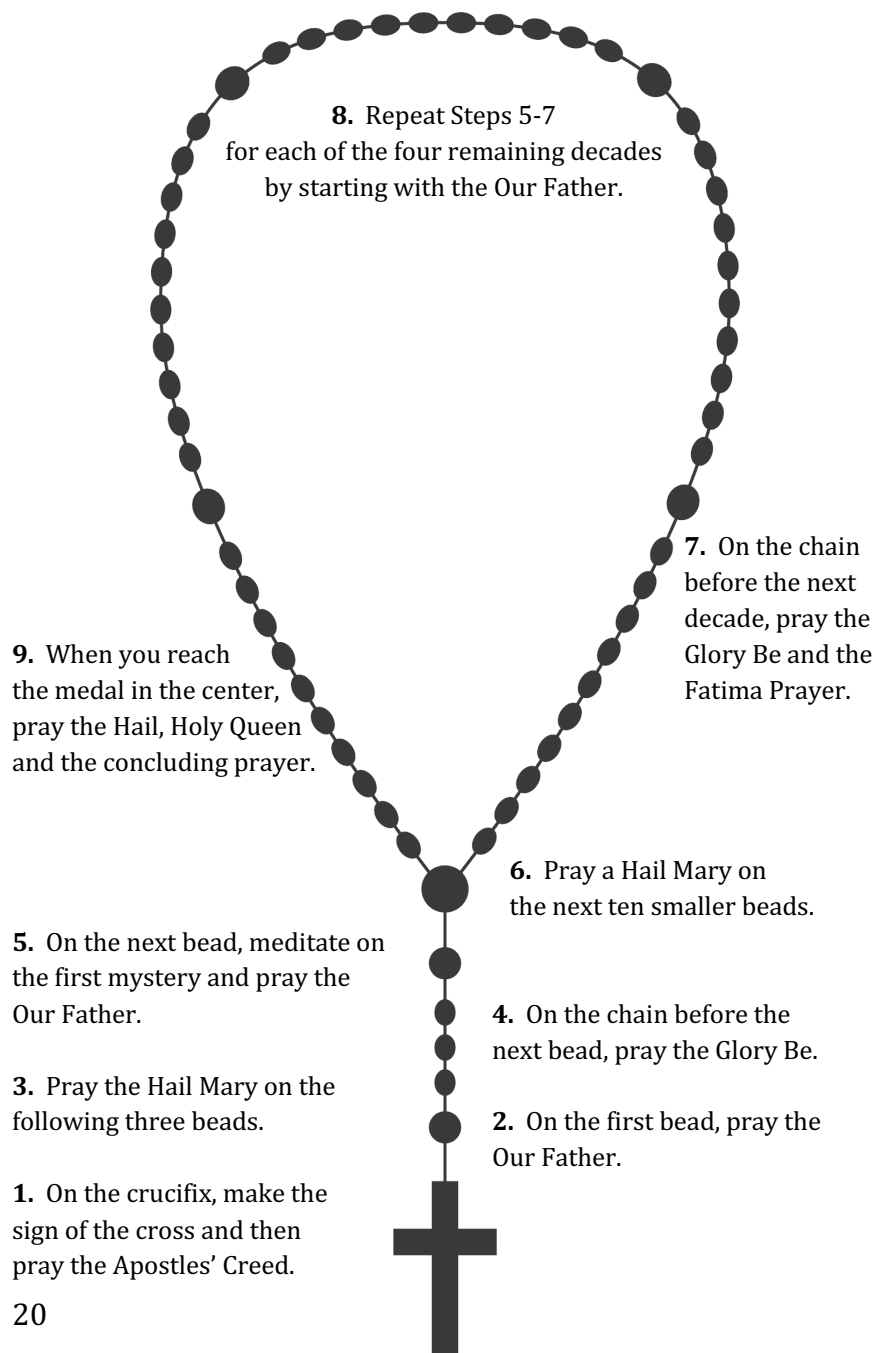 8. Repeat Steps 5-7
for each of the four remaining decades
by starting with the Our Father.
7. On the chain
before the next
decade, pray the
Glory Be and the
Fatima Prayer.
9. When you reach
the medal in the center,
pray the Hail, Holy Queen
and the concluding prayer.
6. Pray a Hail Mary on
the next ten smaller beads.
5. On the next bead, meditate on
the first mystery and pray the
Our Father.
4. On the chain before the
next bead, pray the Glory Be.
3. Pray the Hail Mary on the
following three beads.
2. On the first bead, pray the
Our Father.
1. On the crucifix, make the
sign of the cross and then
pray the Apostles’ Creed.
20